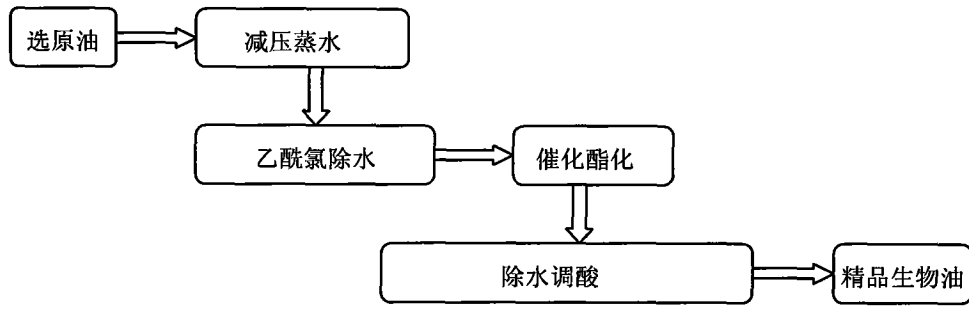 选原油
减压蒸水
乙酰氯除水
催化酯化
除水调酸
精品生物油